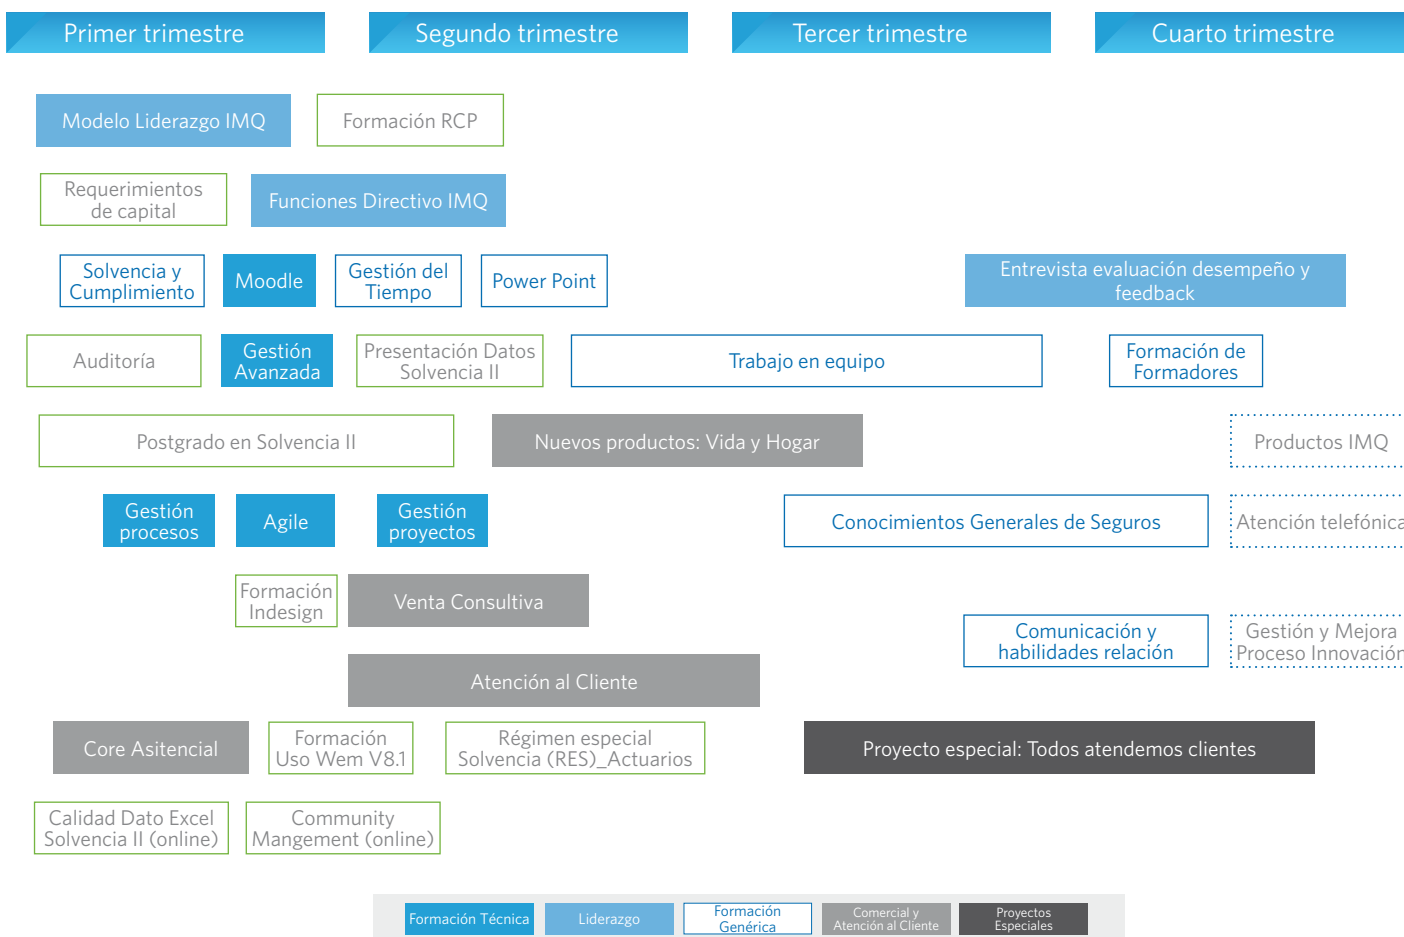 Primer trimestre
Segundo trimestre
Tercer trimestre
Cuarto trimestre
Modelo Liderazgo IMQ
Formación RCP
Requerimientos
de capital
Funciones Directivo IMQ
Solvencia y
Cumplimiento
Moodle
Gestión del
Tiempo
Power Point
Entrevista evaluación desempeño y
feedback
Auditoría
Gestión
Avanzada
Presentación Datos
Solvencia II
Trabajo en equipo
Formación de
Formadores
Postgrado en Solvencia II
Nuevos productos: Vida y Hogar
Productos IMQ
Gestión
procesos
Agile
Gestión
proyectos
Conocimientos Generales de Seguros
Atención telefónica
Formación
Indesign
Venta Consultiva
Comunicación y
habilidades relación
Gestión y Mejora
Proceso Innovación
Atención al Cliente
Core Asitencial
Formación
Uso Wem V8.1
Régimen especial
Solvencia (RES)_Actuarios
Proyecto especial: Todos atendemos clientes
Calidad Dato Excel
Solvencia II (online)
Community
Mangement (online)
Formación Técnica
Liderazgo
Formación
Genérica
Comercial y
Atención al Cliente
Proyectos
Especiales